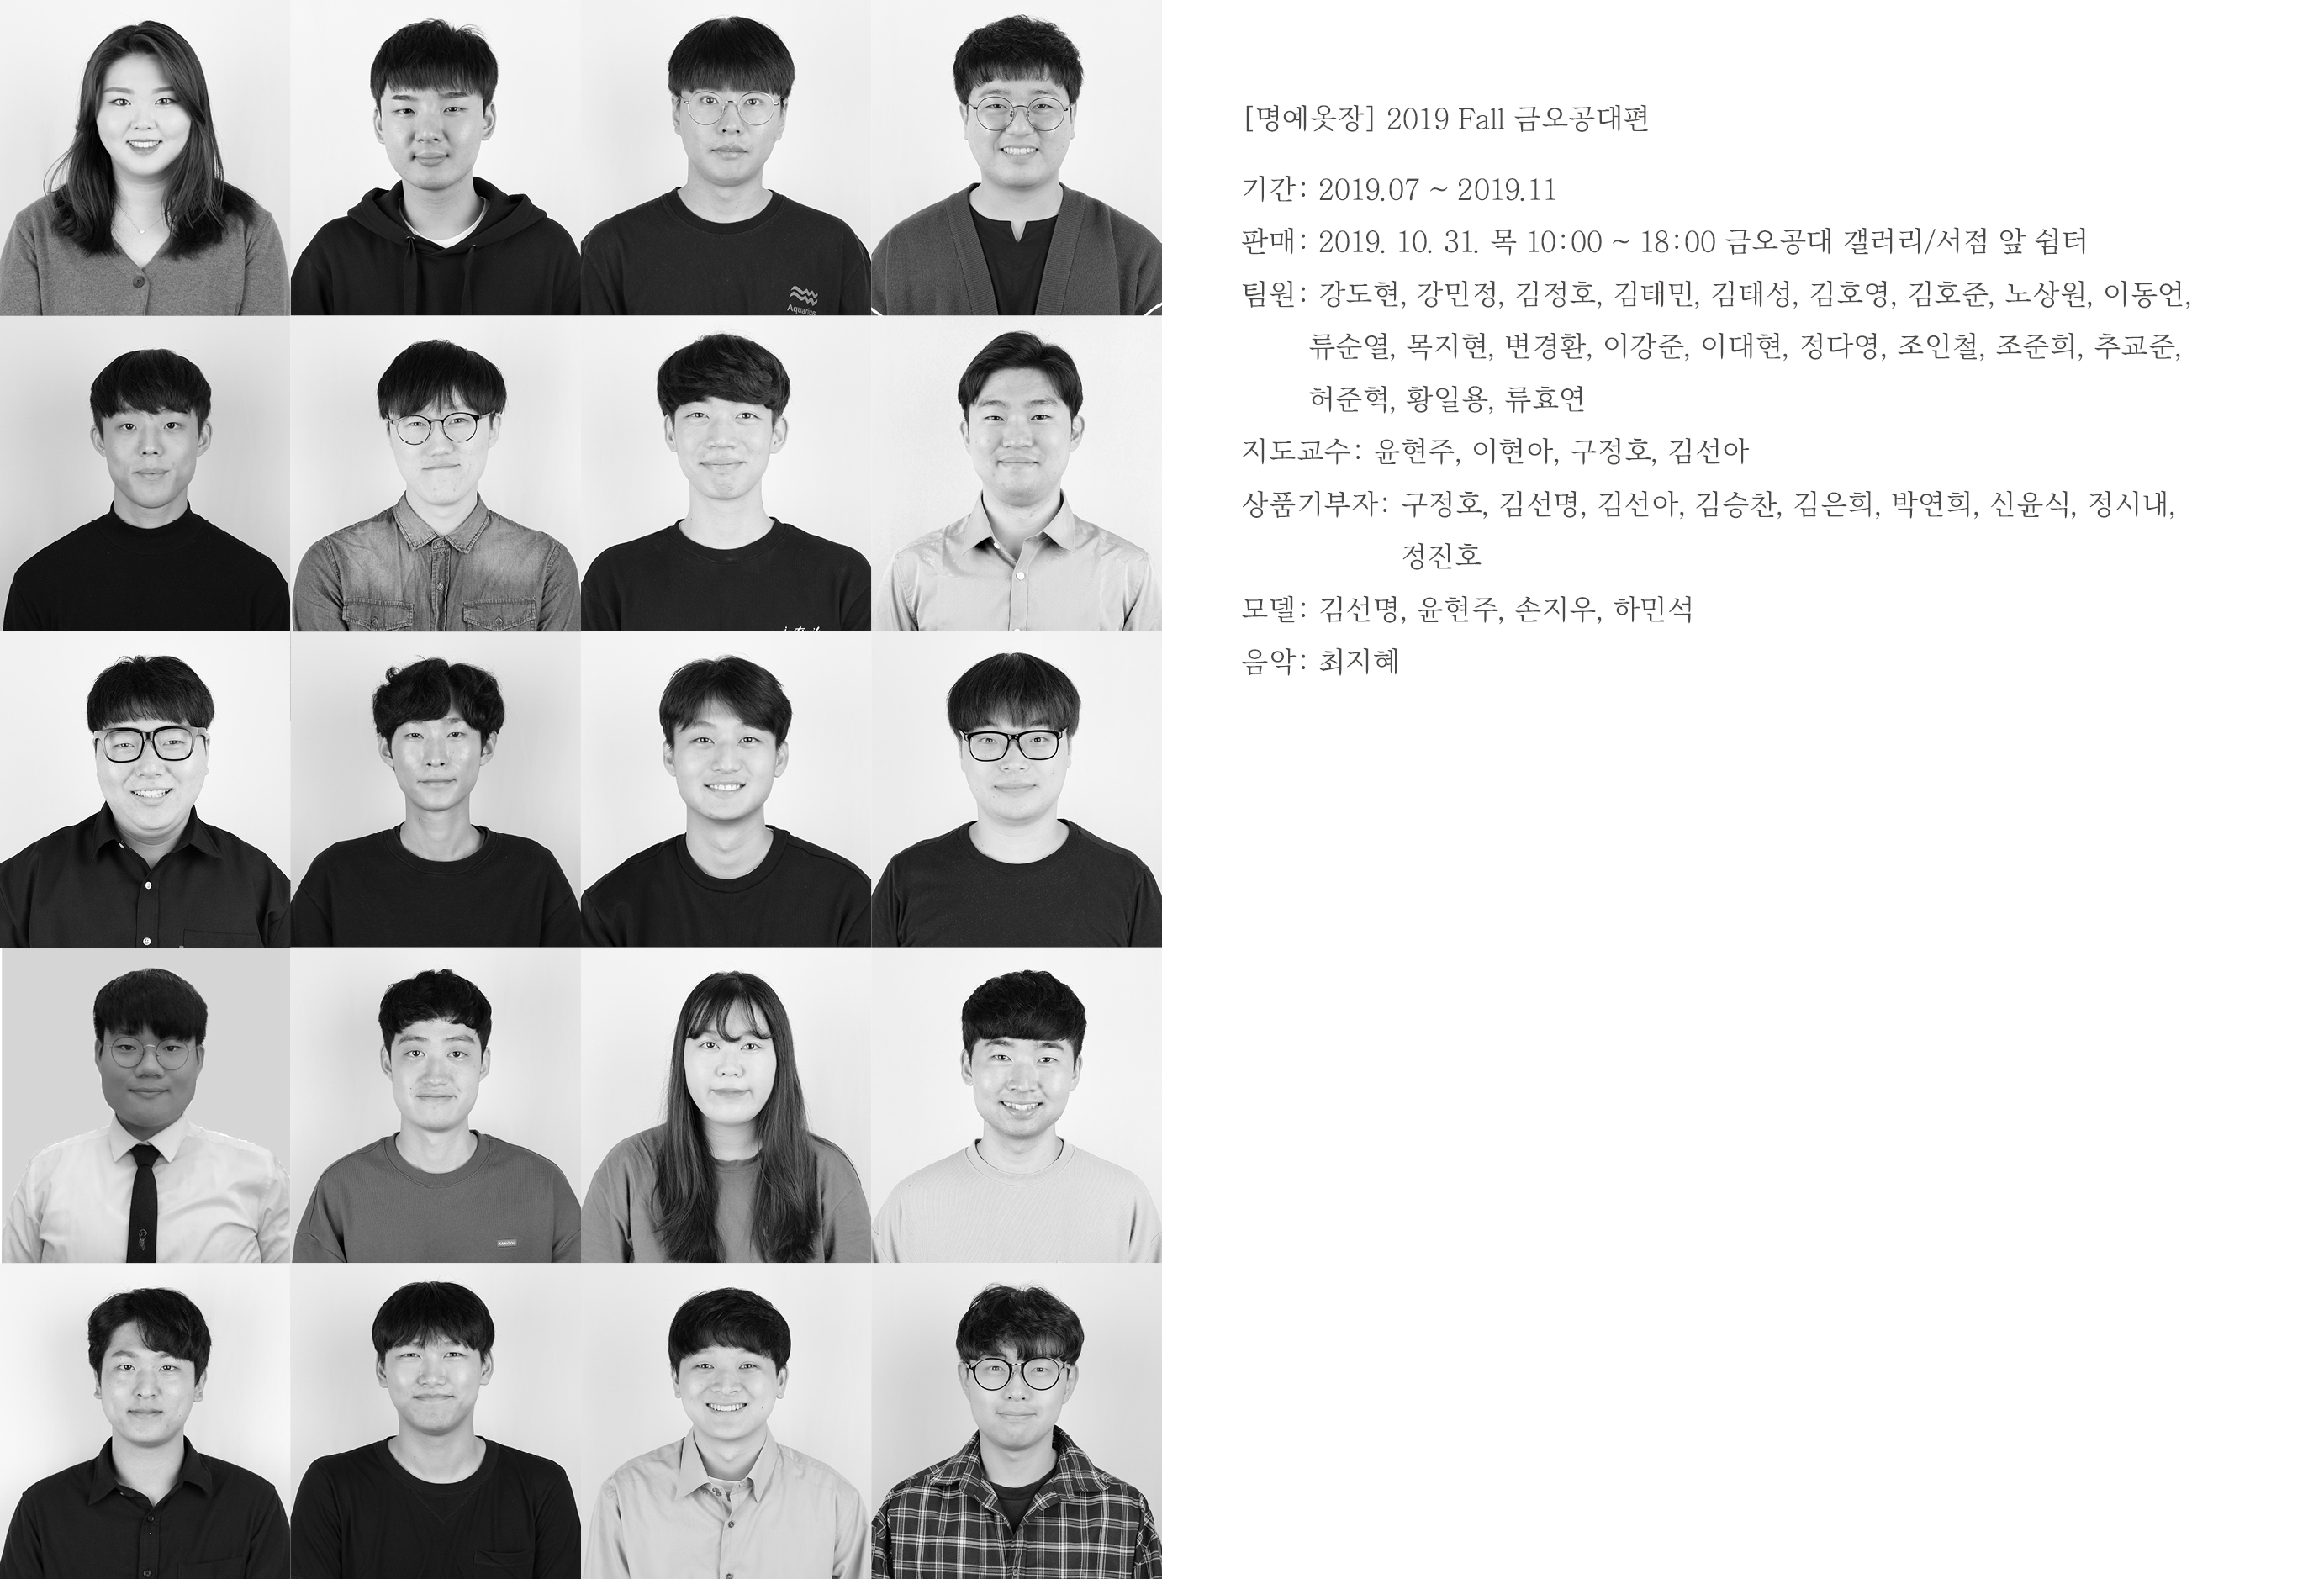 [명예옷장] 2019 Fall 금오공대편
기간: 2019.07 ~ 2019.11
판매: 2019. 10. 31. 목 10:00 ~ 18:00 금오공대 갤러리/서점 앞 쉼터
팀원: 강도현, 강민정, 김정호, 김태민, 김태성, 김호영, 김호준, 노상원, 이동언,
류순열, 목지현, 변경환, 이강준, 이대현, 정다영, 조인철, 조준희, 추교준,
허준혁, 황일용, 류효연
지도교수: 윤현주, 이현아, 구정호, 김선아
상품기부자: 구정호, 김선명, 김선아, 김승찬, 김은희, 박연희, 신윤식, 정시내,
정진호
모델: 김선명, 윤현주, 손지우, 하민석
음악: 최지혜
Aquarius